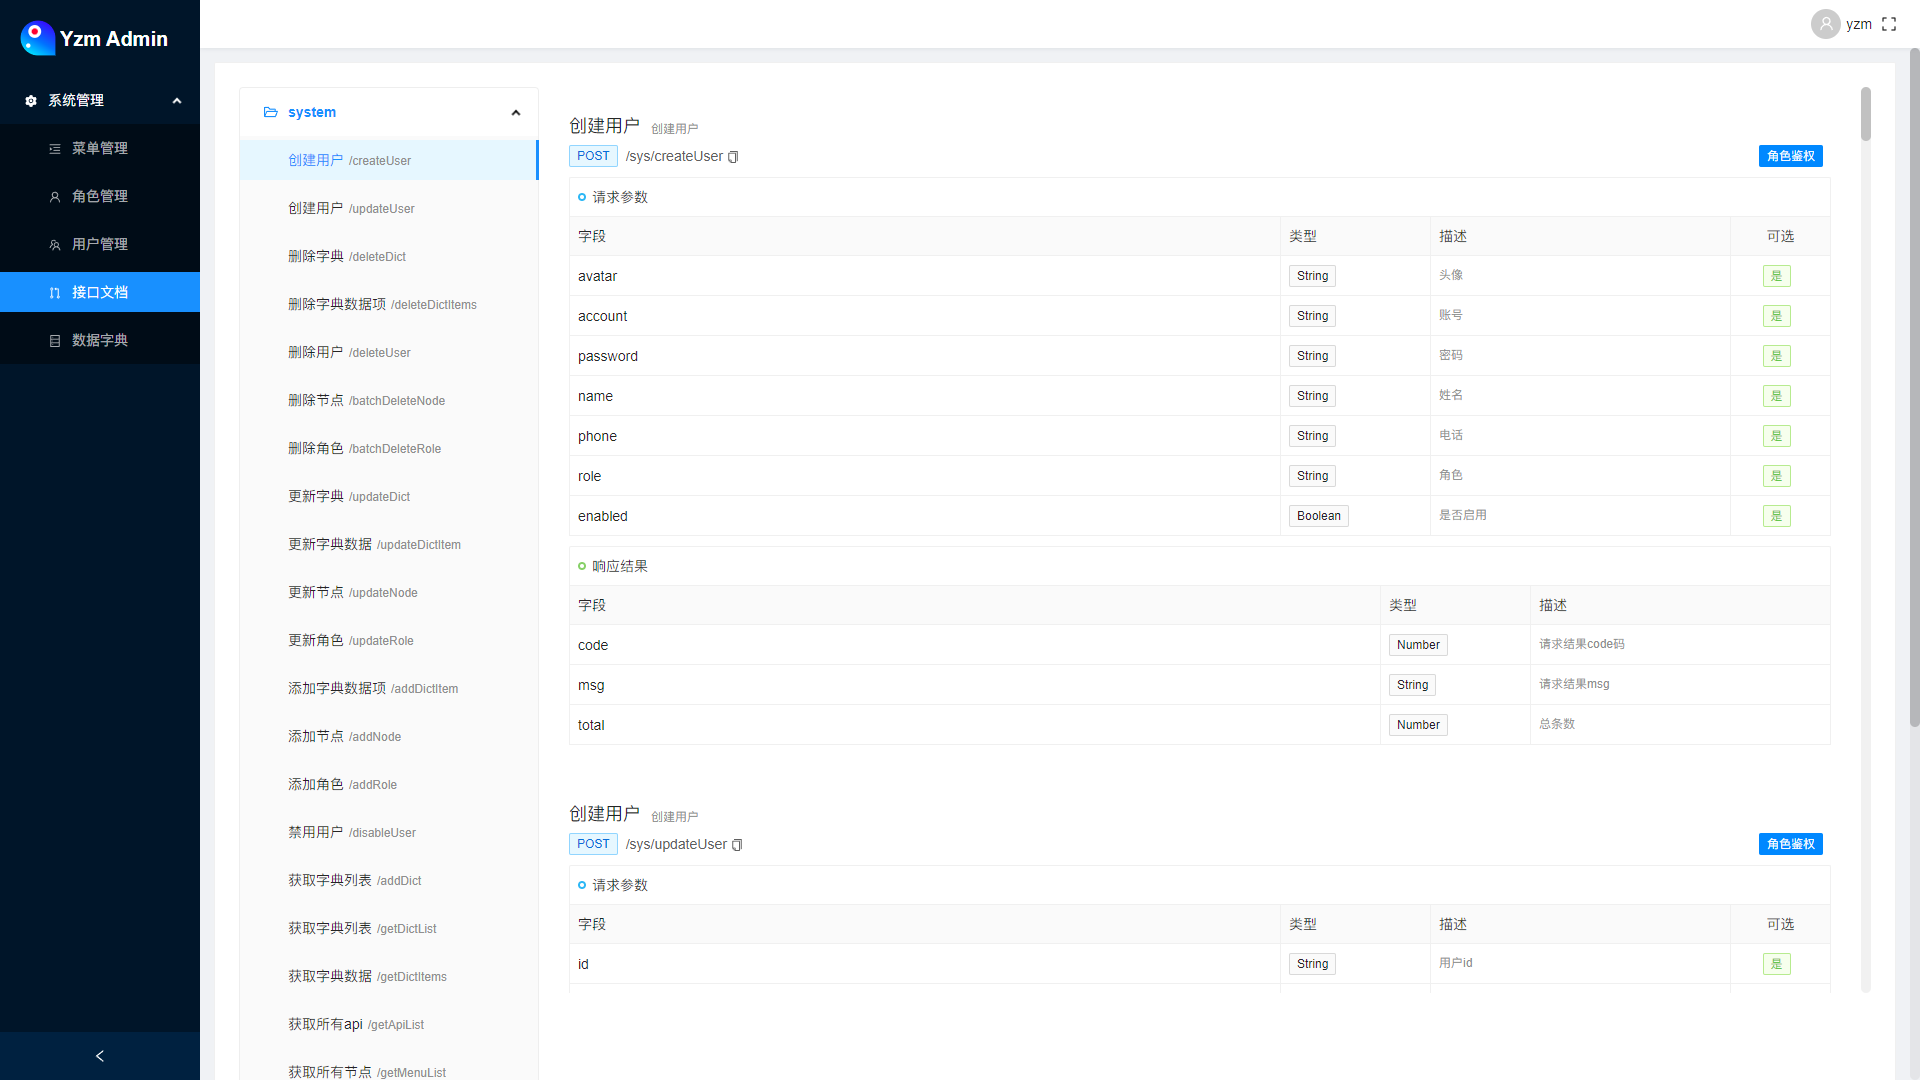 Yzm Admin
系统管理
菜单管理
角色管理
用户管理
接口文档
数据字典
yzm
system
创建用户 /createUser
创建用户 /updateUser
删除字典 /deleteDict
删除字典数据项 /deleteDictItems
删除用户 /deleteUser
删除节点 /batchDeleteNode
删除角色 /batchDeleteRole
更新字典 /updateDict
更新字典数据 /updateDictItem
更新节点 /updateNode
更新角色 /updateRole
添加字典数据项 /addDictItem
添加节点 /addNode
添加角色 /addRole
禁用用户 /disableUser
获取字典列表 /addDict
获取字典列表 /getDictList
获取字典数据 /getDictItems
获取所有api /getApiList
获取所有节点 /getMenuList
创建用户 创建用户
POST /sys/createUser 角色鉴权
请求参数
字段 类型 描述 可选
avatar String 头像 是
account String 账号 是
password String 密码 是
name String 姓名 是
phone String 电话 是
role String 角色 是
enabled Boolean 是否启用 是
响应结果
字段 类型 描述
code Number 请求结果code码
msg String 请求结果msg
total Number 总条数
创建用户 创建用户
POST /sys/updateUser 角色鉴权
请求参数
字段 类型 描述 可选
id String 用户id 是